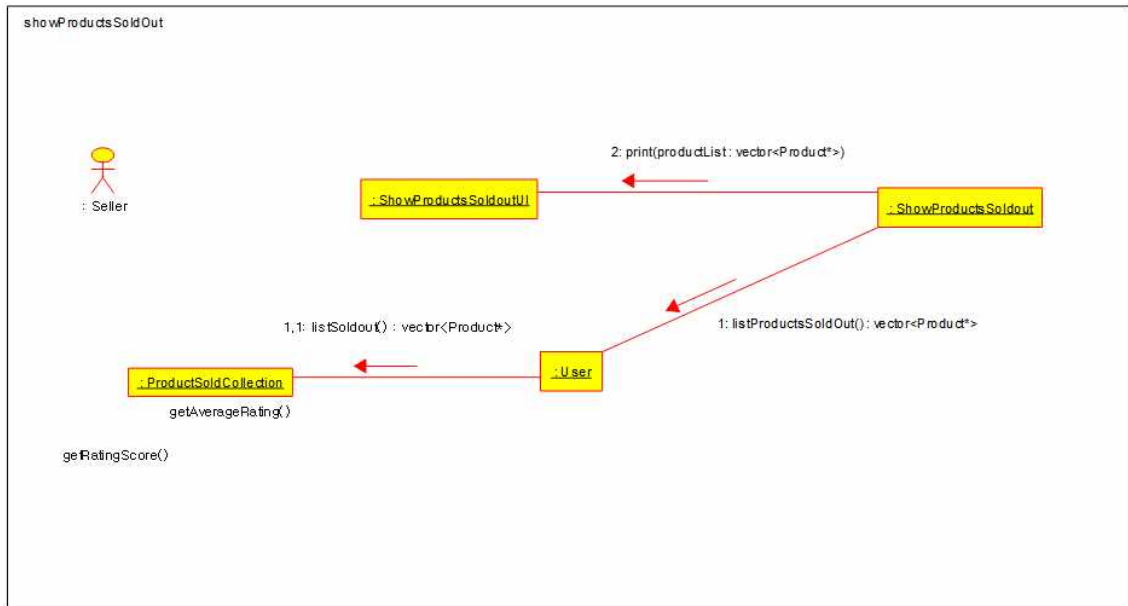 showProductsSoldOut
2: print(productList : vector<Product*>)
: Seller
: ShowProductsSoldoutUI
: ShowProductsSoldout
1,1: listSoldout() : vector<Product*>
1: listProductsSoldOut() : vector<Product*>
: ProductSoldCollection
: User
getAverageRating()
getRatingScore()